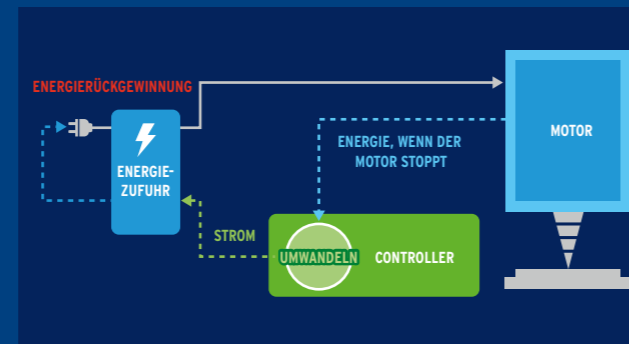 ENERGIERÜCKGEWINNUNG
ENERGIE-
ZUFUHR
MOTOR
ENERGIE, WENN DER
MOTOR STOPPT
STROM
UMWANDELN
CONTROLLER